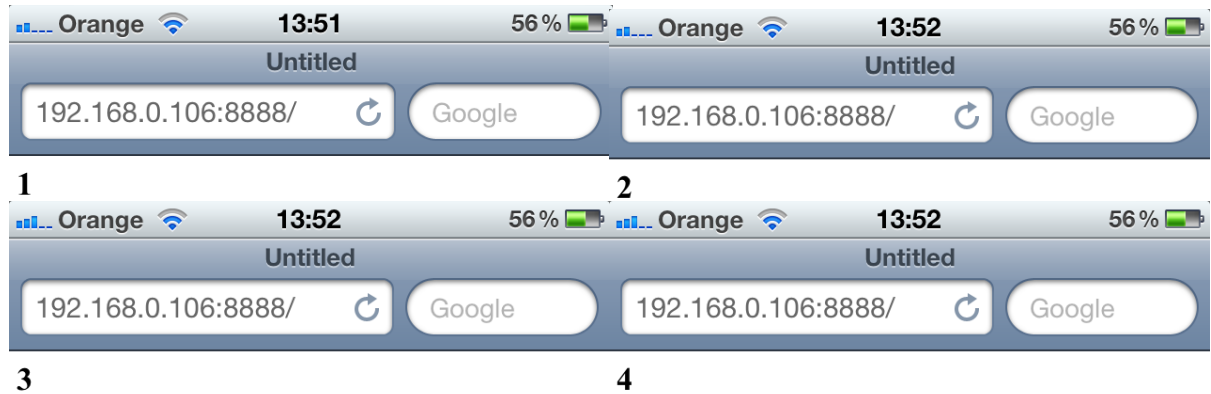 Orange 13:51 56%
Untitled
192.168.0.106:8888/ Google
1
Orange 13:52 56%
Untitled
192.168.0.106:8888/ Google
2
Orange 13:52 56%
Untitled
192.168.0.106:8888/ Google
3
Orange 13:52 56%
Untitled
192.168.0.106:8888/ Google
4